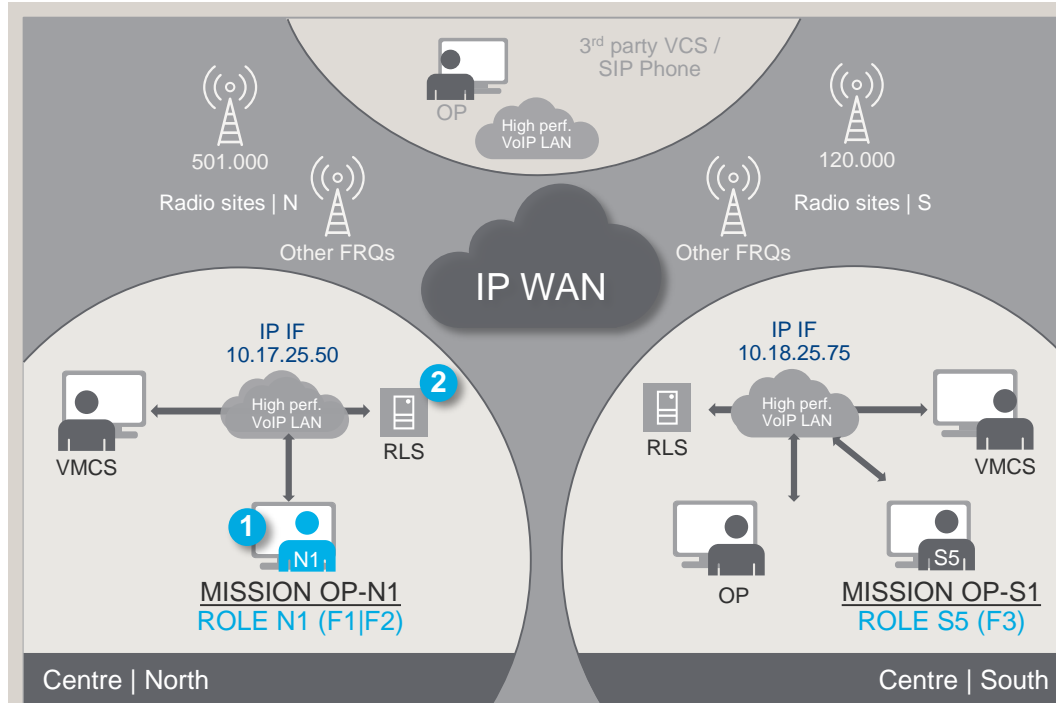 3rd party VCS /
SIP Phone
OP
High perf.
VoIP LAN
501.000
Radio sites | N
Other FRQs
120.000
Radio sites | S
Other FRQs
IP WAN
IP IF
10.17.25.50
High perf.
VoIP LAN
VMCS
2
RLS
1
N1
MISSION OP-N1
ROLE N1 (F1|F2)
Centre | North
IP IF
10.18.25.75
High perf.
VoIP LAN
RLS
VMCS
OP
S5
MISSION OP-S1
ROLE S5 (F3)
Centre | South